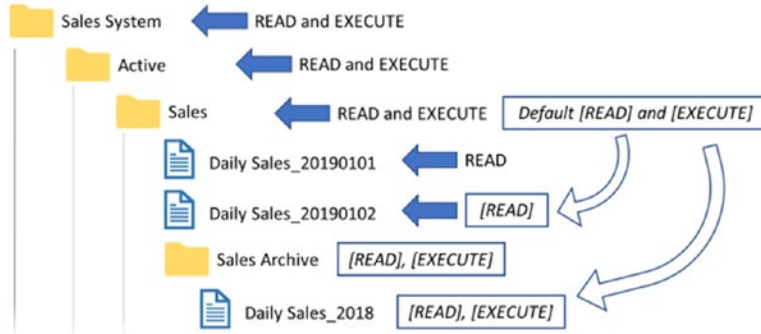 Sales System READ and EXECUTE
Active READ and EXECUTE
Sales READ and EXECUTE Default [READ] and [EXECUTE]
Daily Sales_20190101 READ
Daily Sales_20190102 [READ]
Sales Archive [READ], [EXECUTE]
Daily Sales_2018 [READ], [EXECUTE]